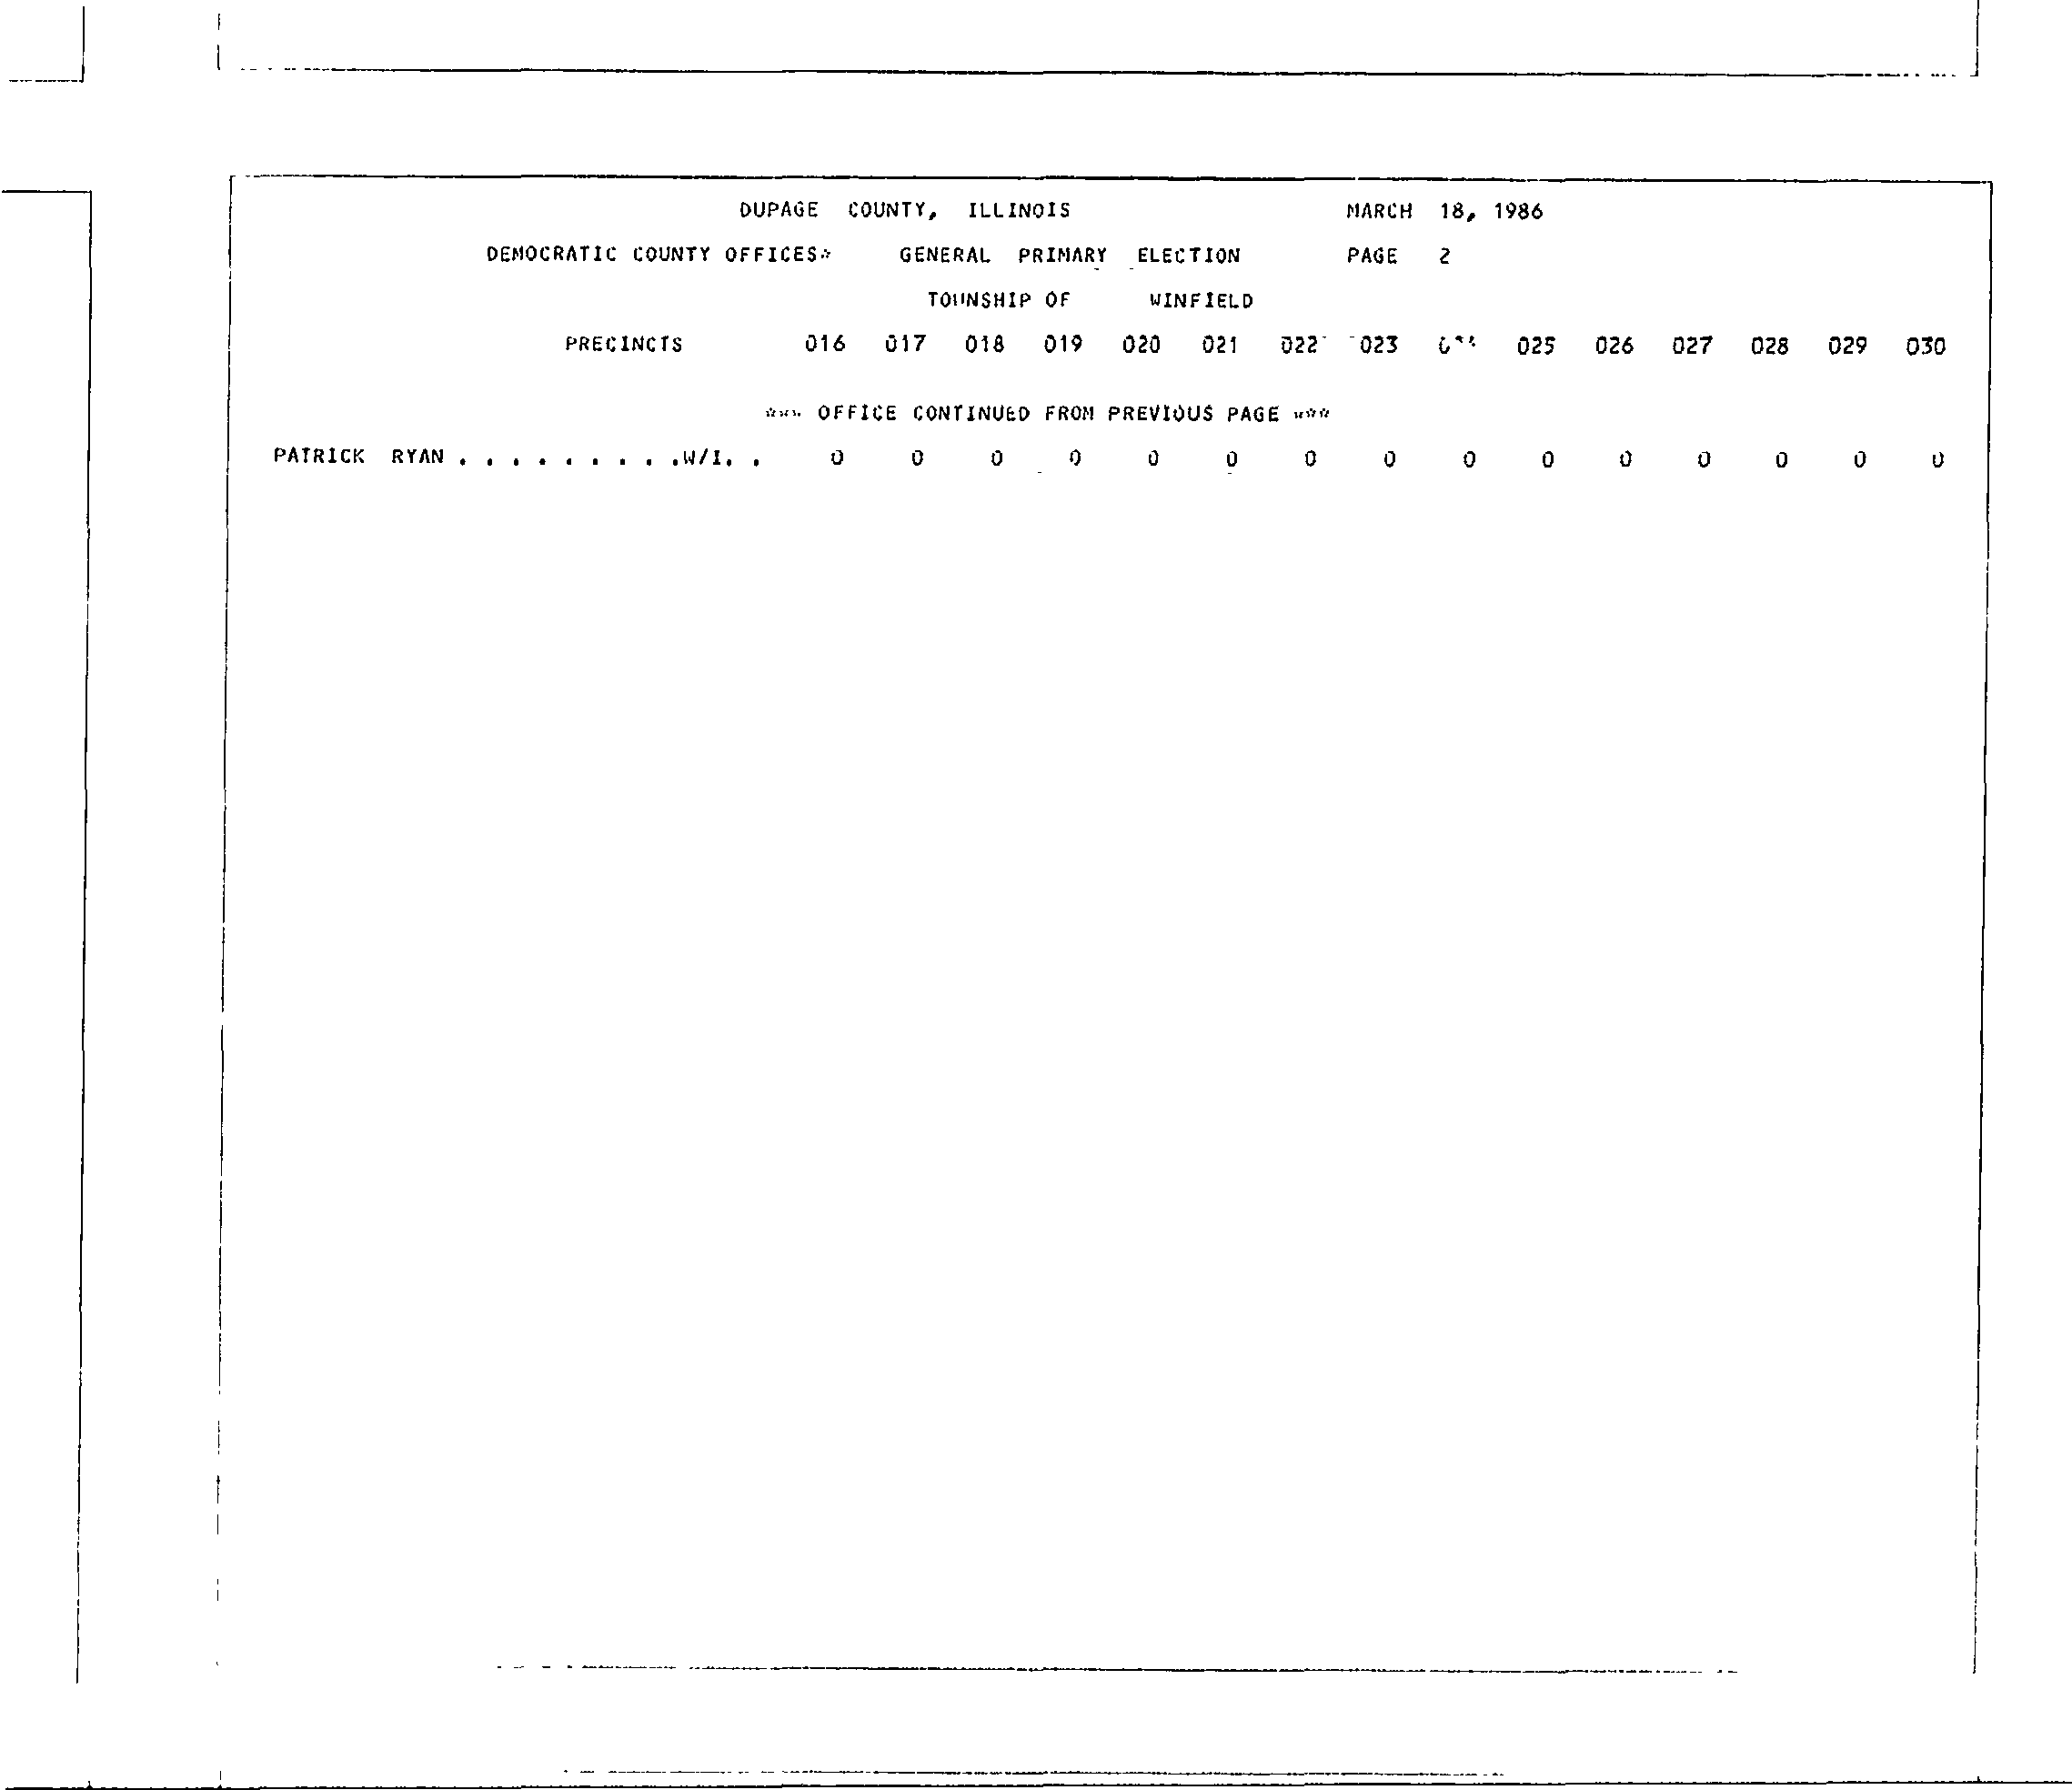 DUPAGE COUNTY, ILLINOIS MARCH 18, 1986
DEMOCRATIC COUNTY OFFICES* GENERAL PRIMARY ELECTION PAGE 2
TOWNSHIP OF WINFIELD
PRECINCTS 016 017 018 019 020 021 022 023 025 026 027 028 029 030
*** OFFICE CONTINUED FROM PREVIOUS PAGE ***
PATRICK RYAN . . . . . . . . .W/I. . 0 0 0 0 0 0 0 0 0 0 0 0 0 0 0